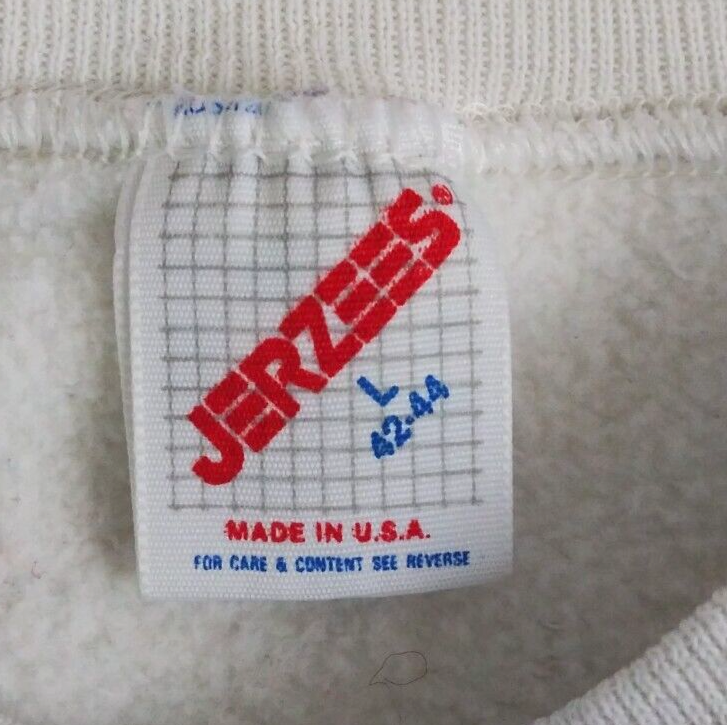 JERZEES®
L
42-44
MADE IN U.S.A.
FOR CARE & CONTENT SEE REVERSE